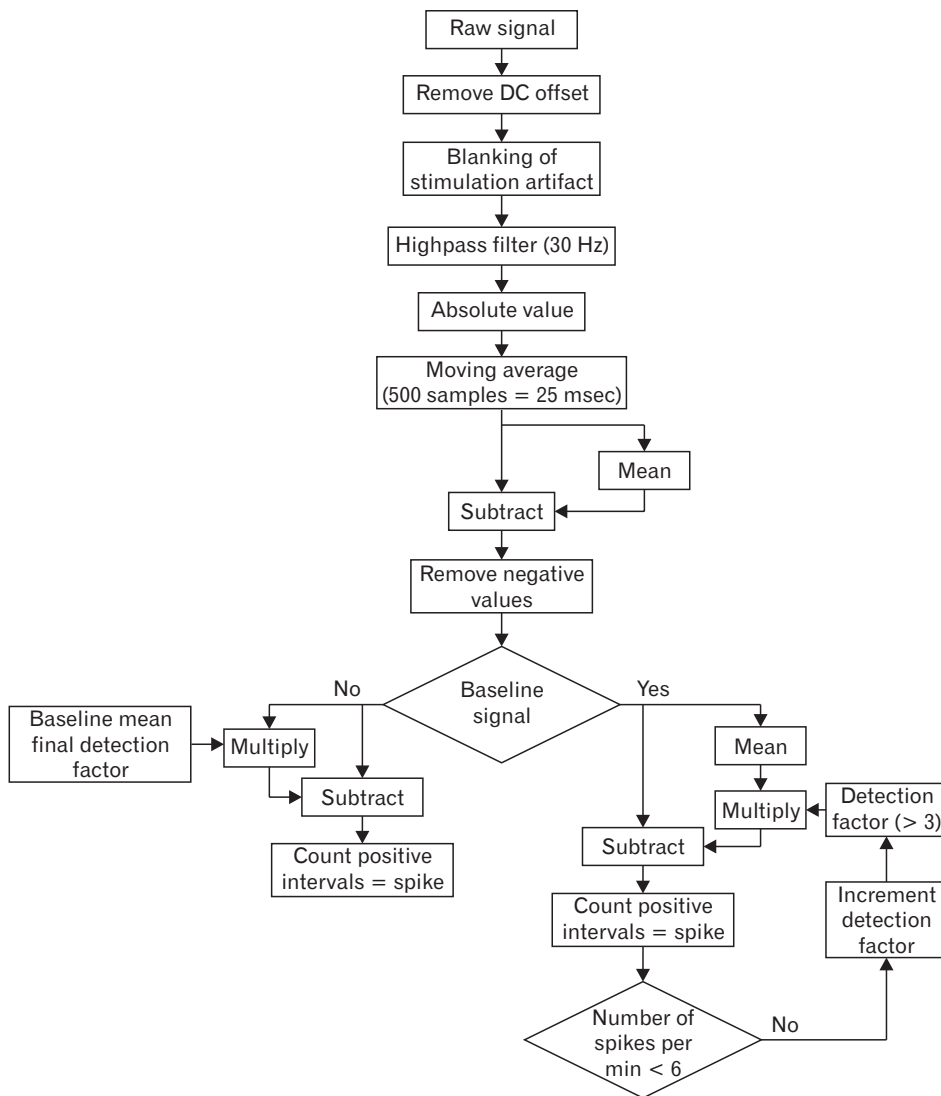 Raw signal
Remove DC offset
Blanking of
stimulation artifact
Highpass filter (30 Hz)
Absolute value
Moving average
(500 samples = 25 msec)
Mean
Subtract
Remove negative
values
Baseline
signal
No
Yes
Baseline mean
final detection
factor
Multiply
Subtract
Count positive
intervals = spike
Mean
Multiply
Detection
factor (> 3)
Subtract
Count positive
intervals = spike
Increment
detection
factor
Number of
spikes per
min < 6
No